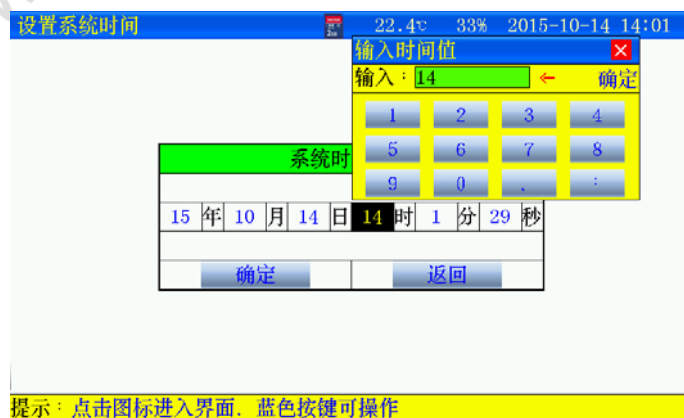 设置系统时间 22.4℃ 33% 2015-10-14 14:01
输入时间值
输入：14 ← 确定
1 2 3 4
5 6 7 8
9 0 . :
系统时
15 年 10 月 14 日 14 时 1 分 29 秒
确定 返回
提示：点击图标进入界面．蓝色按键可操作